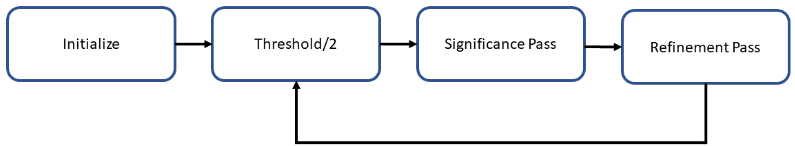 Initialize
Threshold/2
Significance Pass
Refinement Pass